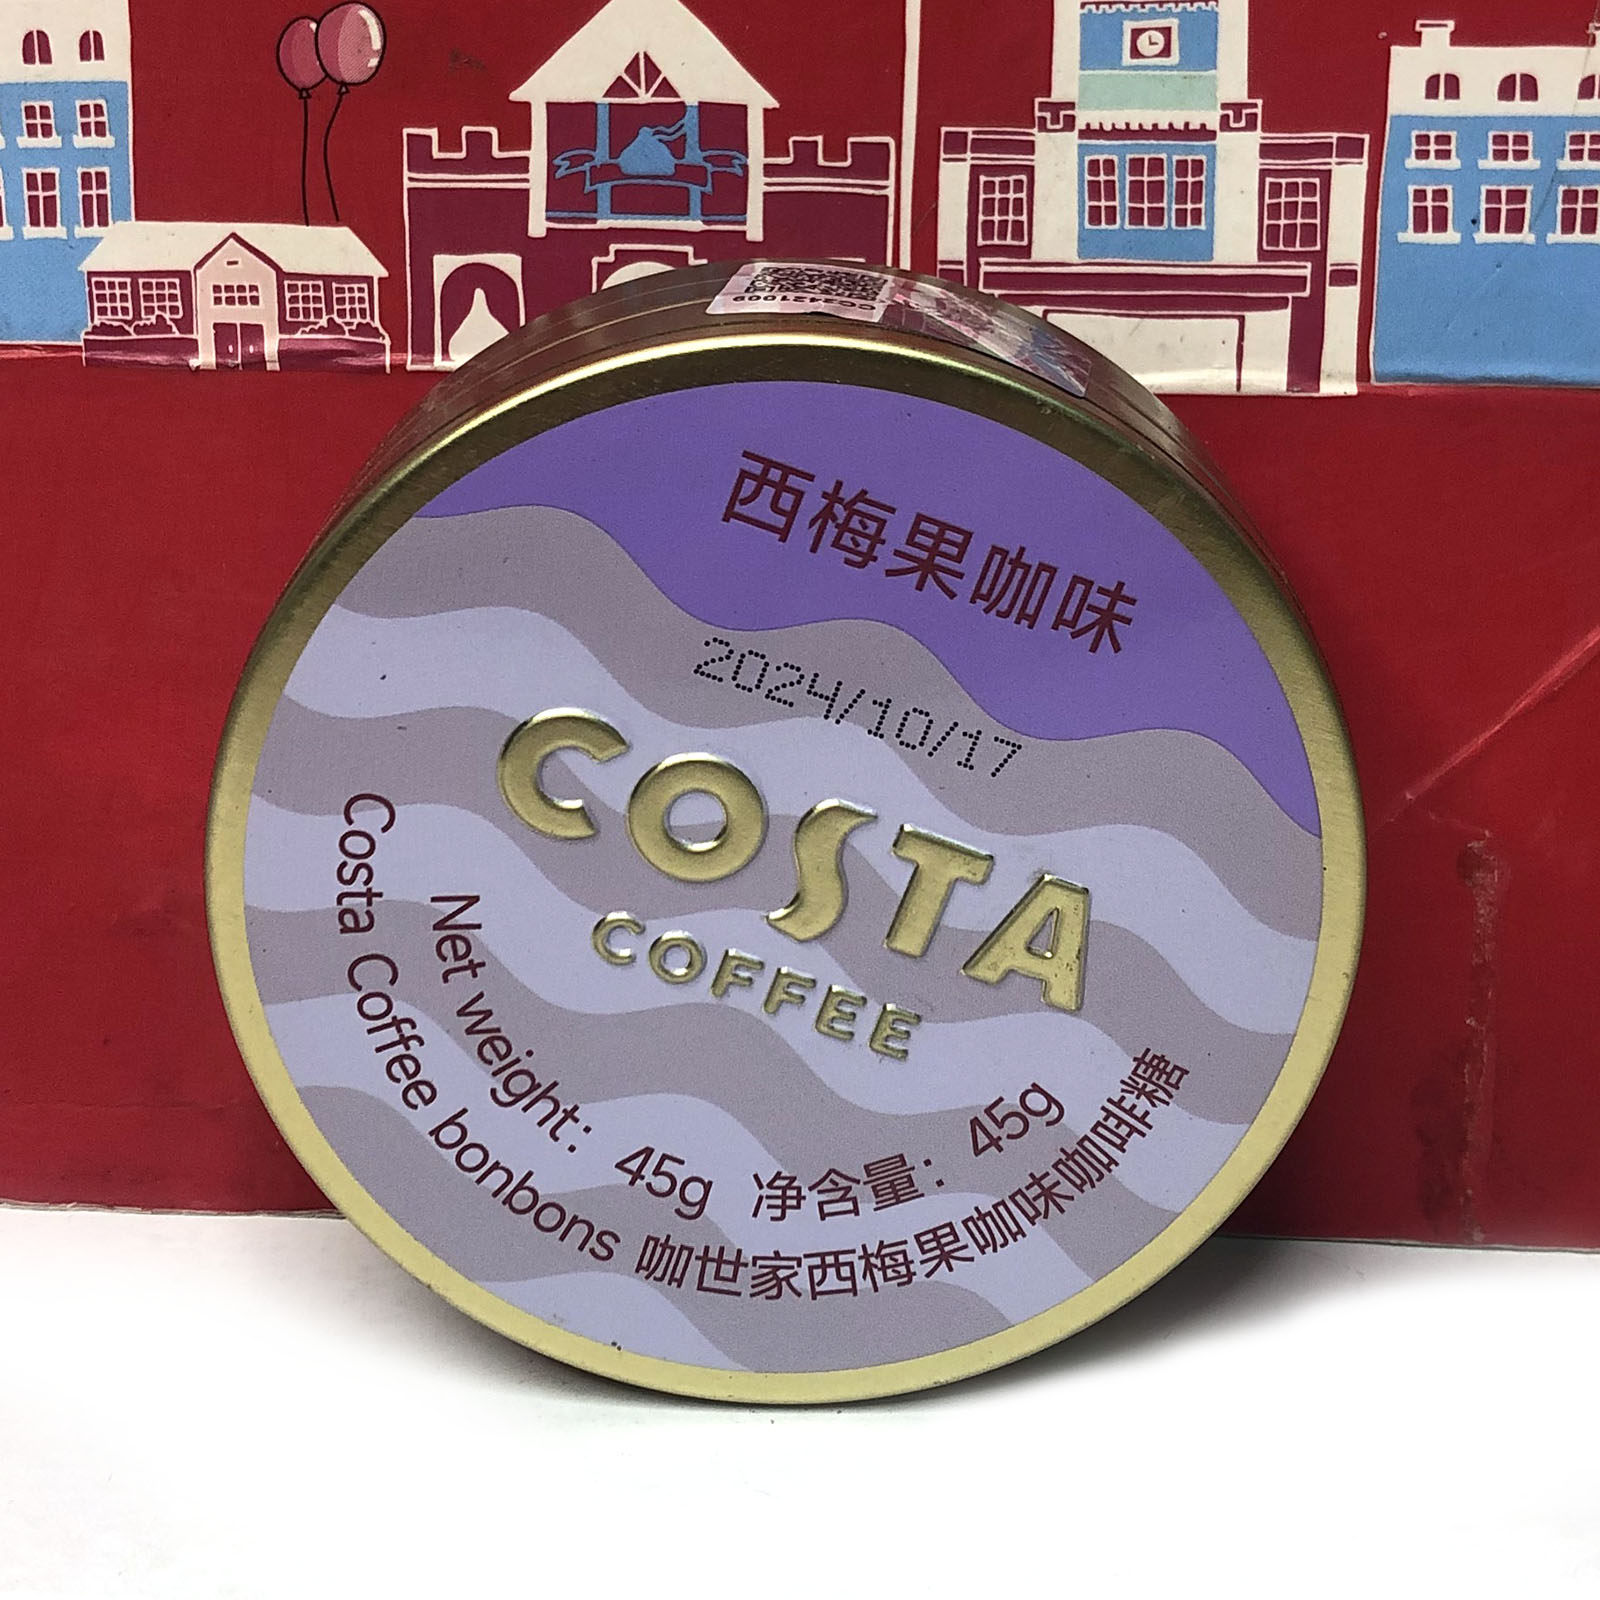 CC2421009
西梅果咖味
2024/10/17
COSTA
COFFEE
Net weight: 45g 净含量: 45g
Costa Coffee bonbons 咖世家西梅果咖味咖啡糖